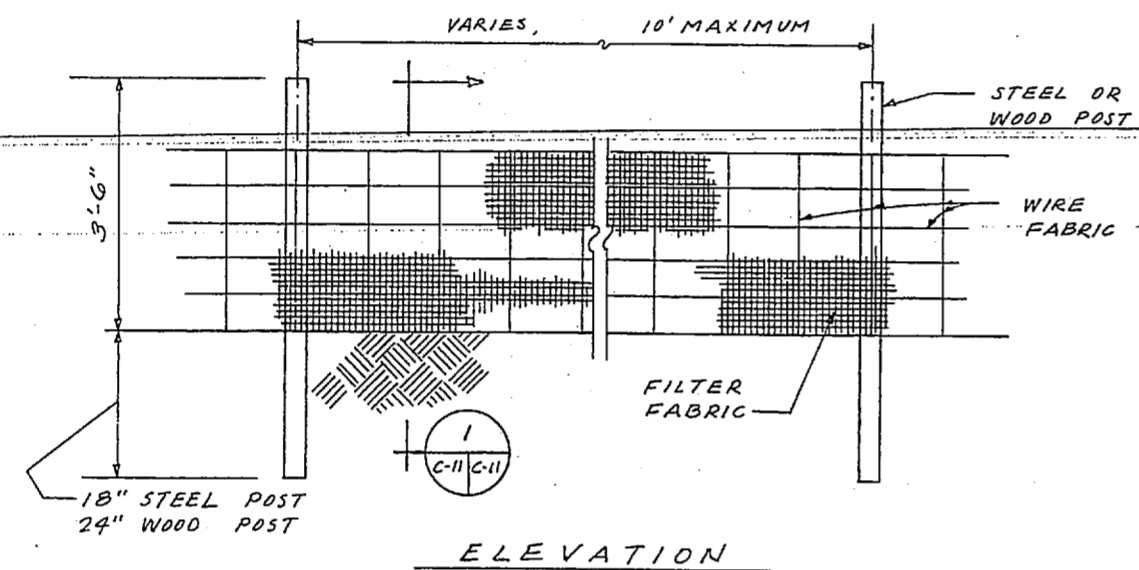 VARIES, 10' MAXIMUM
STEEL OR
WOOD POST
3'-6"
WIRE
FABRIC
FILTER
FABRIC
1
C-11 C-11
18" STEEL POST
24" WOOD POST
ELEVATION